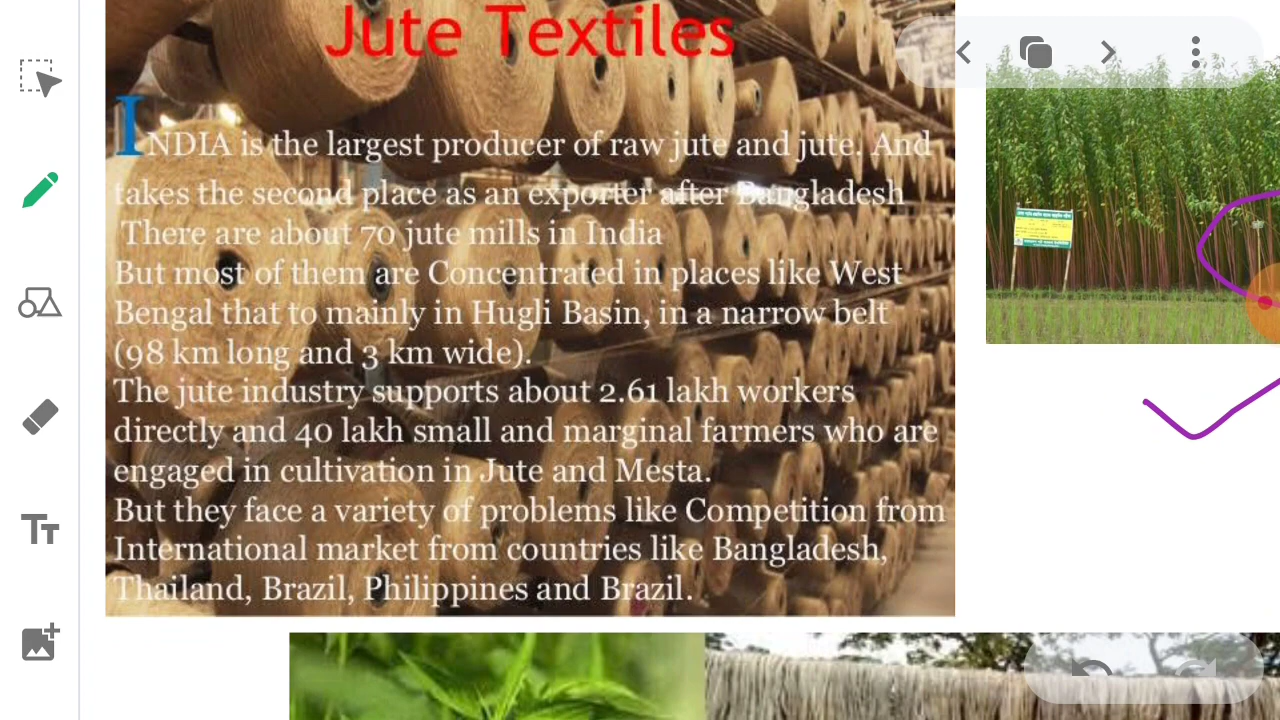 Jute Textiles
INDIA is the largest producer of raw jute and jute. And
takes the second place as an exporter after Bangladesh
There are about 70 jute mills in India
But most of them are Concentrated in places like West
Bengal that to mainly in Hugli Basin, in a narrow belt
(98 km long and 3 km wide).
The jute industry supports about 2.61 lakh workers
directly and 40 lakh small and marginal farmers who are
engaged in cultivation in Jute and Mesta.
But they face a variety of problems like Competition from
International market from countries like Bangladesh,
Thailand, Brazil, Philippines and Brazil.
TT